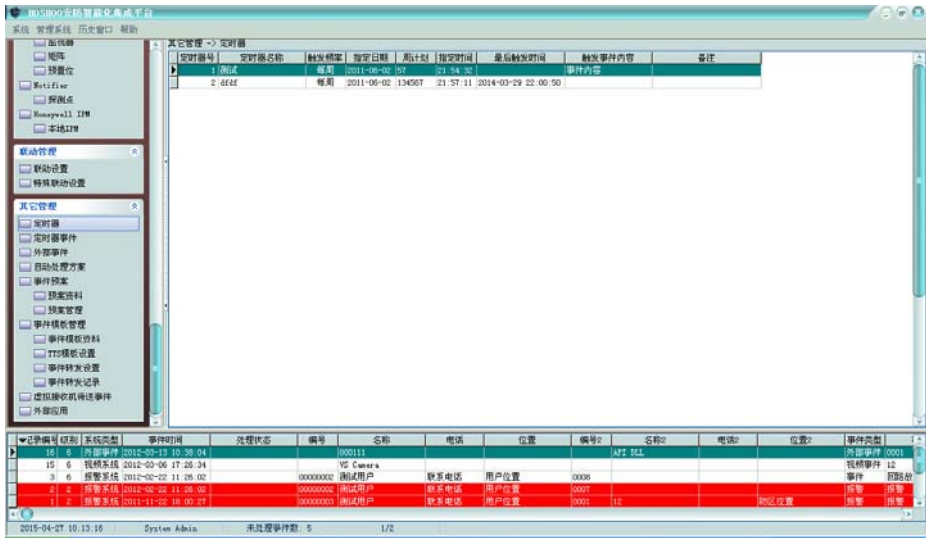 HOSHOO安防智能化集成平台
系统 管理系统 历史窗口 帮助
监视器
矩阵
预置位
Notifier
探测点
Honeywall IPM
本地IPM
联动管理
联动设置
特殊联动设置
其它管理
定时器
定时器事件
外部事件
自动处理方案
事件预案
预案资料
预案管理
事件模板管理
事件模板资料
TTS模板设置
事件转发设置
事件转发记录
虚拟接收机待送事件
外部应用
其它管理 -> 定时器
定时器号 定时器名称 触发频率 指定日期 周计划 指定时间 最后触发时间 触发事件内容 备注
1 测试 每周 2011-06-02 57 21:54:32 事件内容
2 dfdf 每周 2011-06-02 134567 21:57:11 2014-03-29 22:00:50
记录编号 级别 系统类型 事件时间 处理状态 编号 名称 电话 位置 编号2 名称2 电话2 位置2 事件类型
16 6 外部事件 2012-03-13 10:38:04 000111 API DLL 外部事件 0001
15 6 视频系统 2012-03-06 17:26:34 VS Camera 视频事件 12
3 6 报警系统 2012-02-22 11:26:02 00000002 测试用户 联系电话 用户位置 0008 事件 回路故
2 2 报警系统 2012-02-22 11:26:02 00000002 测试用户 联系电话 用户位置 0007 报警 报警
1 2 报警系统 2011-11-22 18:00:27 00000003 测试用户 联系电话 用户位置 0001 12 防区位置 报警 报警
2015-04-27 10:13:16 System Admin 未处理事件数: 5 1/2